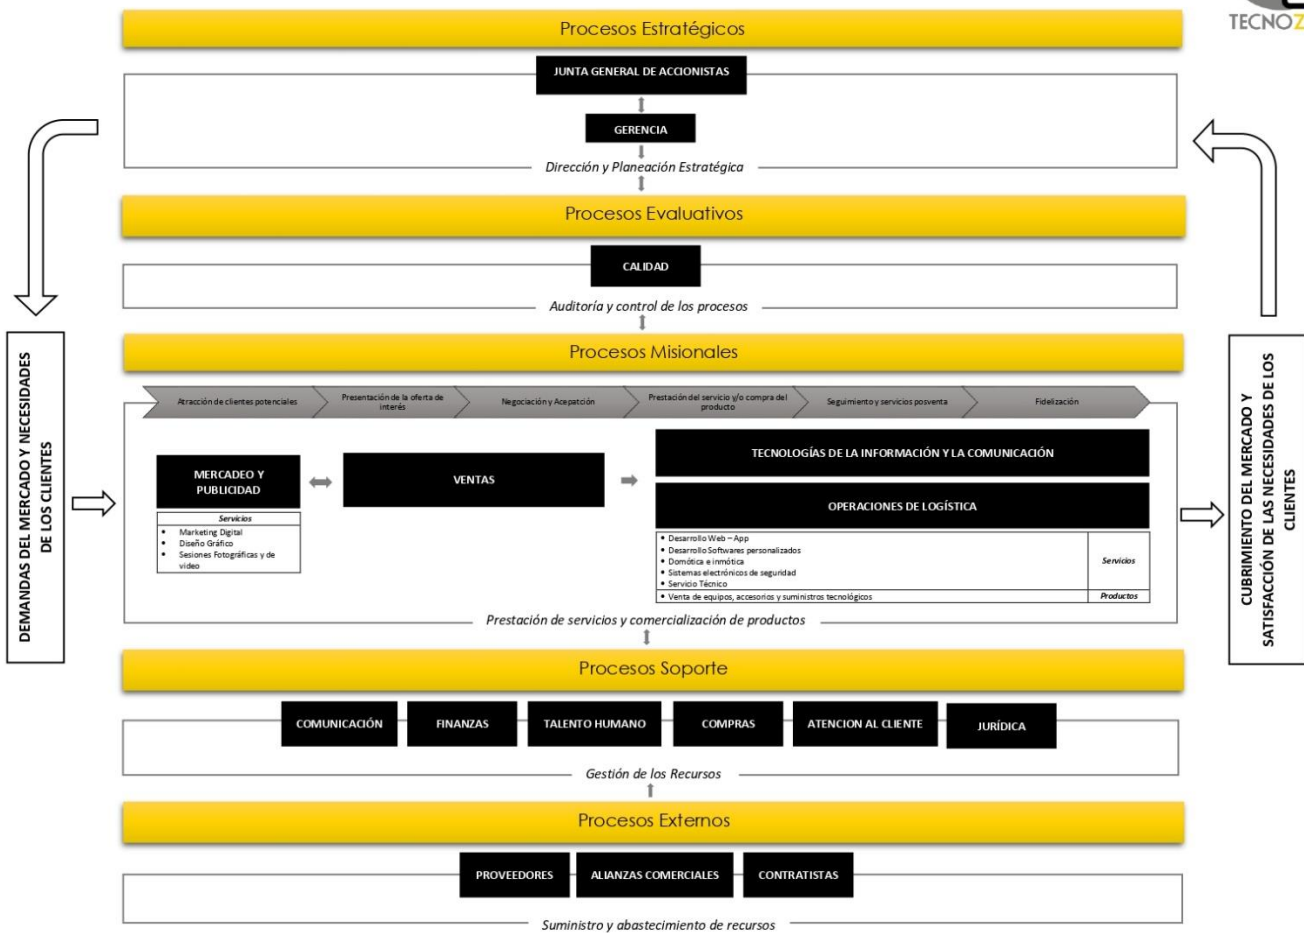 TECNOZ
Procesos Estratégicos
JUNTA GENERAL DE ACCIONISTAS
GERENCIA
Dirección y Planeación Estratégica
Procesos Evaluativos
CALIDAD
Auditoría y control de los procesos
Procesos Misionales
DEMANDAS DEL MERCADO Y NECESIDADES
DE LOS CLIENTES
Atracción de clientes potenciales
Presentación de la oferta de
interés
Negociación y Acepatción
Prestación del servicio y/o compra del
producto
Seguimiento y servicios posventa
Fidelización
MERCADEO Y
PUBLICIDAD
Servicios
• Marketing Digital
• Diseño Gráfico
• Sesiones Fotográficas y de
video
VENTAS
TECNOLOGÍAS DE LA INFORMACIÓN Y LA COMUNICACIÓN
OPERACIONES DE LOGÍSTICA
• Desarrollo Web – App
• Desarrollo Softwares personalizados
• Domótica e inmótica
• Sistemas electrónicos de seguridad
• Servicio Técnico
Servicios
• Venta de equipos, accesorios y suministros tecnológicos
Productos
Prestación de servicios y comercialización de productos
CUBRIMIENTO DEL MERCADO Y
SATISFACCIÓN DE LAS NECESIDADES DE LOS
CLIENTES
Procesos Soporte
COMUNICACIÓN
FINANZAS
TALENTO HUMANO
COMPRAS
ATENCION AL CLIENTE
JURÍDICA
Gestión de los Recursos
Procesos Externos
PROVEEDORES
ALIANZAS COMERCIALES
CONTRATISTAS
Suministro y abastecimiento de recursos